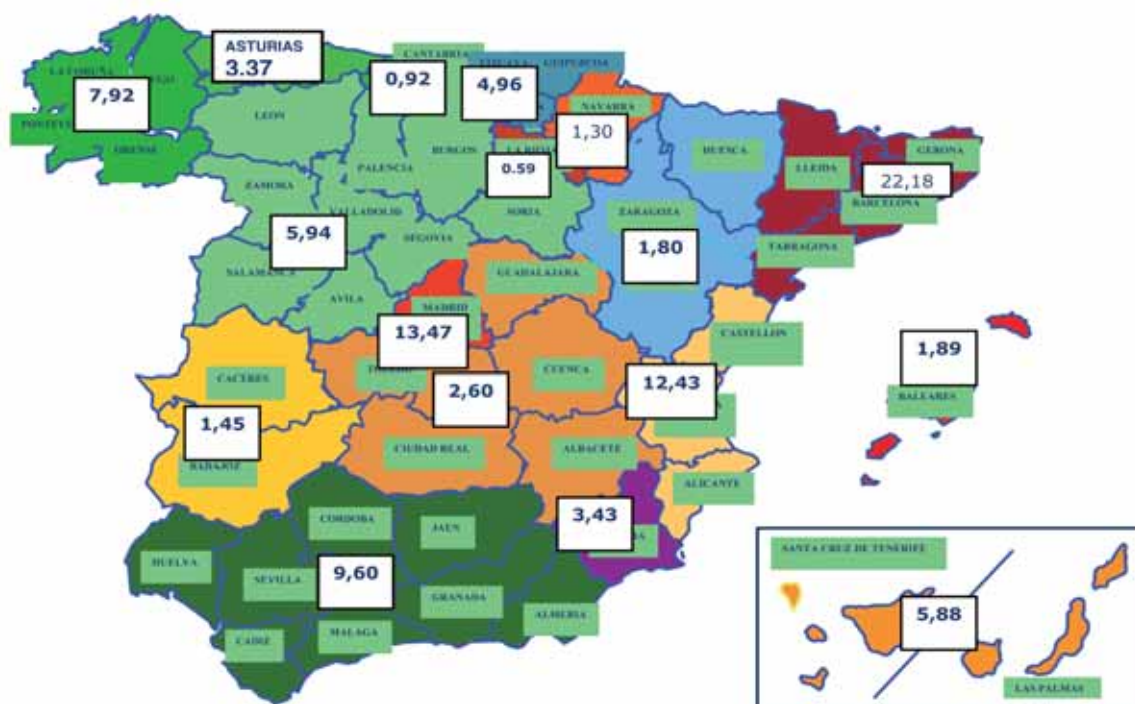 ASTURIAS
3.37
CANTABRIA
0,92
4,96
GUIPUZCOA
LA CORUÑA
7,92
ORENSE
LEON
BURGOS
PALENCIA
NAVARRA
1,30
LA RIOJA
0.59
HUESCA
LLEIDA
GERONA
22,18
BARCELONA
TARRAGONA
ZAMORA
VALLADOLID
5,94
SORIA
SEGOVIA
ZARAGOZA
1,80
SALAMANCA
AVILA
GUADALAJARA
MADRID
13,47
CASTELLON
1,89
BALEARES
CACERES
2,60
CUENCA
12,43
1,45
BADAJOZ
CIUDAD REAL
ALBACETE
ALICANTE
3,43
CORDOBA
JAEN
HUELVA
SEVILLA
9,60
GRANADA
ALMERIA
CADIZ
MALAGA
SANTA CRUZ DE TENERIFE
5,88
LAS PALMAS